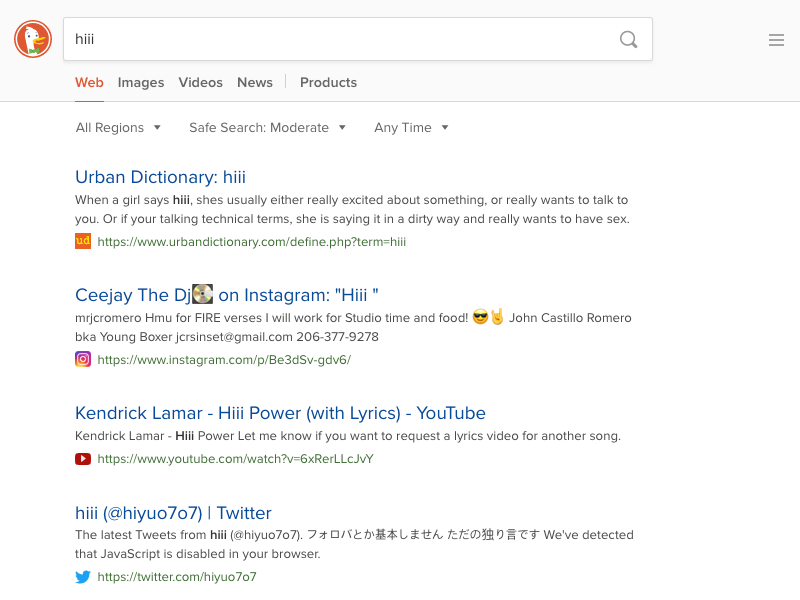 hiii
Web Images Videos News Products
All Regions Safe Search: Moderate Any Time
Urban Dictionary: hiii
When a girl says hiii, shes usually either really excited about something, or really wants to talk to
you. Or if your talking technical terms, she is saying it in a dirty way and really wants to have sex.
ud https://www.urbandictionary.com/define.php?term=hiii
Ceejay The Dj📀 on Instagram: "Hiii "
mrjcromero Hmu for FIRE verses I will work for Studio time and food! 😎🤘 John Castillo Romero
bka Young Boxer jcrsinset@gmail.com 206-377-9278
https://www.instagram.com/p/Be3dSv-gdv6/
Kendrick Lamar - Hiii Power (with Lyrics) - YouTube
Kendrick Lamar - Hiii Power Let me know if you want to request a lyrics video for another song.
https://www.youtube.com/watch?v=6xRerLLcJvY
hiii (@hiyuo7o7) | Twitter
The latest Tweets from hiii (@hiyuo7o7). フォロバとか基本しません ただの独り言です We've detected
that JavaScript is disabled in your browser.
https://twitter.com/hiyuo7o7